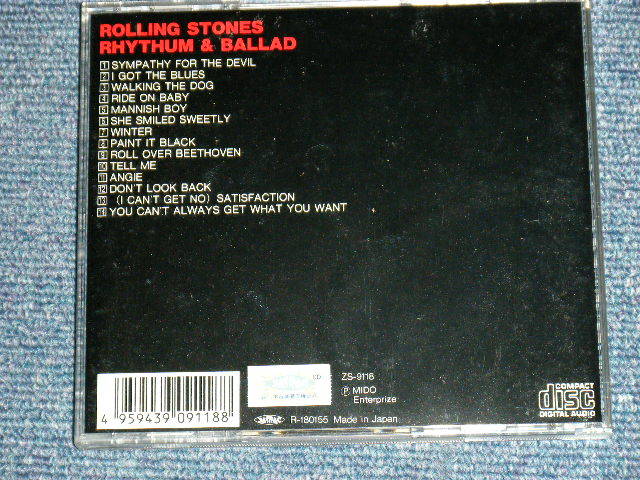 ROLLING STONES
RHYTHUM & BALLAD
1 SYMPATHY FOR THE DEVIL
2 I GOT THE BLUES
3 WALKING THE DOG
4 RIDE ON BABY
5 MANNISH BOY
6 SHE SMILED SWEETLY
7 WINTER
8 PAINT IT BLACK
9 ROLL OVER BEETHOVEN
10 TELL ME
11 ANGIE
12 DON'T LOOK BACK
13 (I CAN'T GET NO) SATISFACTION
14 YOU CAN'T ALWAYS GET WHAT YOU WANT
CD
ZS-9118
Ⓟ MIDO
Enterprize
4 959439 091188
R-180155 Made in Japan
COMPACT
disc
DIGITAL AUDIO